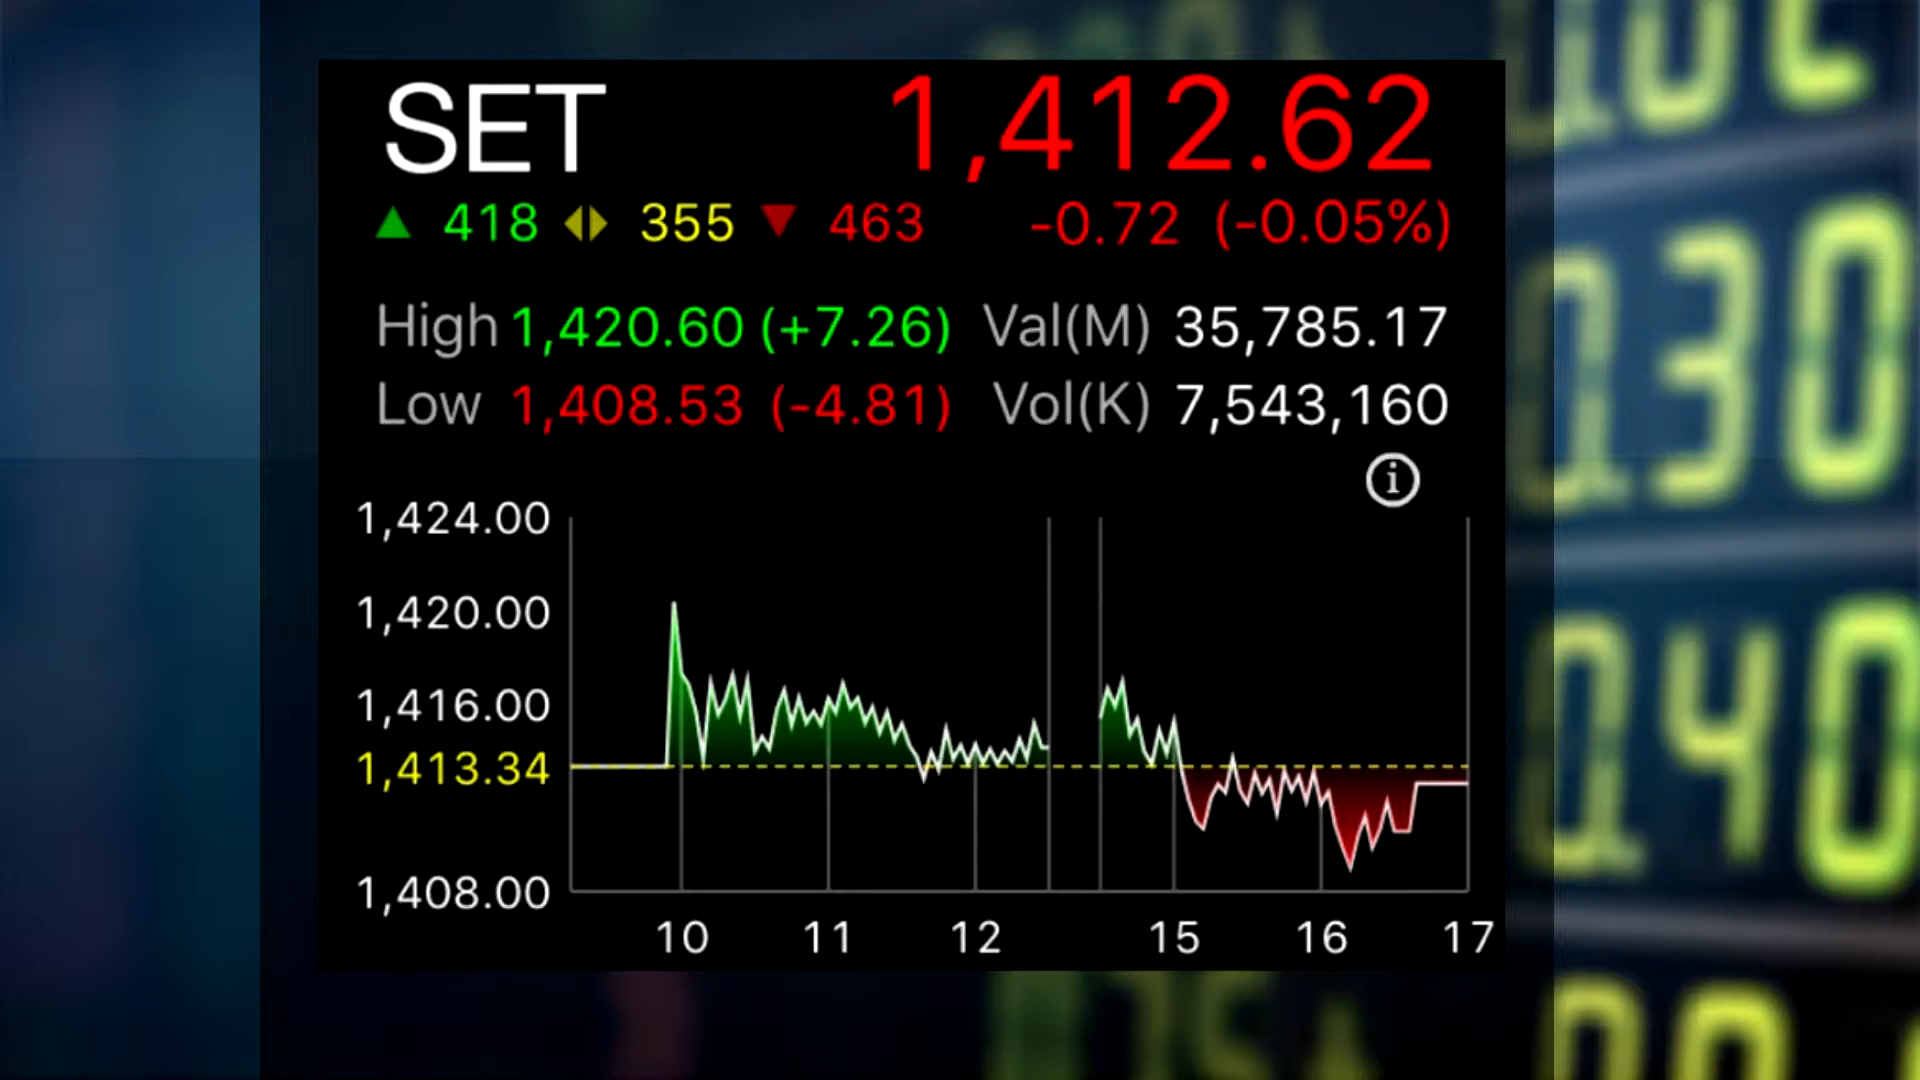 SET 1,412.62
▲ 418 ◀▶ 355 ▼ 463 -0.72 (-0.05%)
High 1,420.60 (+7.26) Val(M) 35,785.17
Low 1,408.53 (-4.81) Vol(K) 7,543,160
i
1,424.00
1,420.00
1,416.00
1,413.34
1,408.00
10 11 12 15 16 17